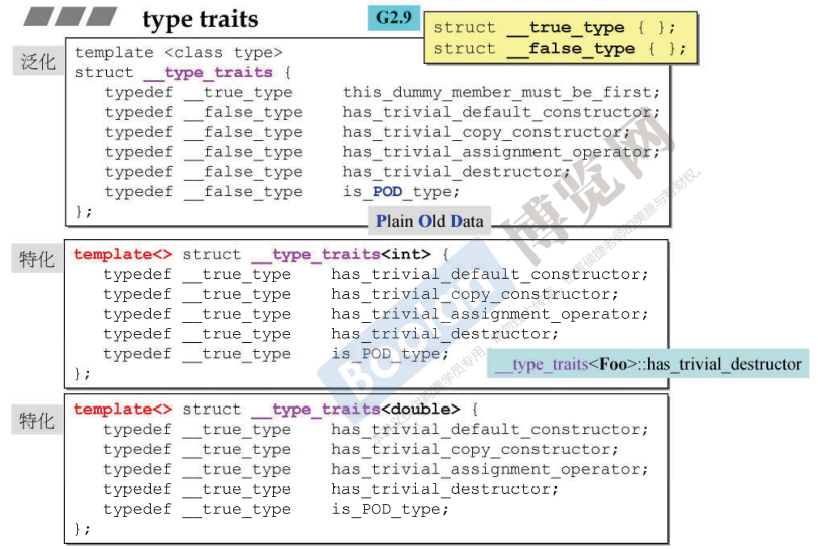 type traits
G2.9
struct __true_type { };
struct __false_type { };
泛化
template <class type>
struct __type_traits {
typedef __true_type this_dummy_member_must_be_first;
typedef __false_type has_trivial_default_constructor;
typedef __false_type has_trivial_copy_constructor;
typedef __false_type has_trivial_assignment_operator;
typedef __false_type has_trivial_destructor;
typedef __false_type is_POD_type;
};
Plain Old Data
特化
template<> struct __type_traits<int> {
typedef __true_type has_trivial_default_constructor;
typedef __true_type has_trivial_copy_constructor;
typedef __true_type has_trivial_assignment_operator;
typedef __true_type has_trivial_destructor;
typedef __true_type is_POD_type;
};
__type_traits<Foo>::has_trivial_destructor
特化
template<> struct __type_traits<double> {
typedef __true_type has_trivial_default_constructor;
typedef __true_type has_trivial_copy_constructor;
typedef __true_type has_trivial_assignment_operator;
typedef __true_type has_trivial_destructor;
typedef __true_type is_POD_type;
};
Boolan
博览网